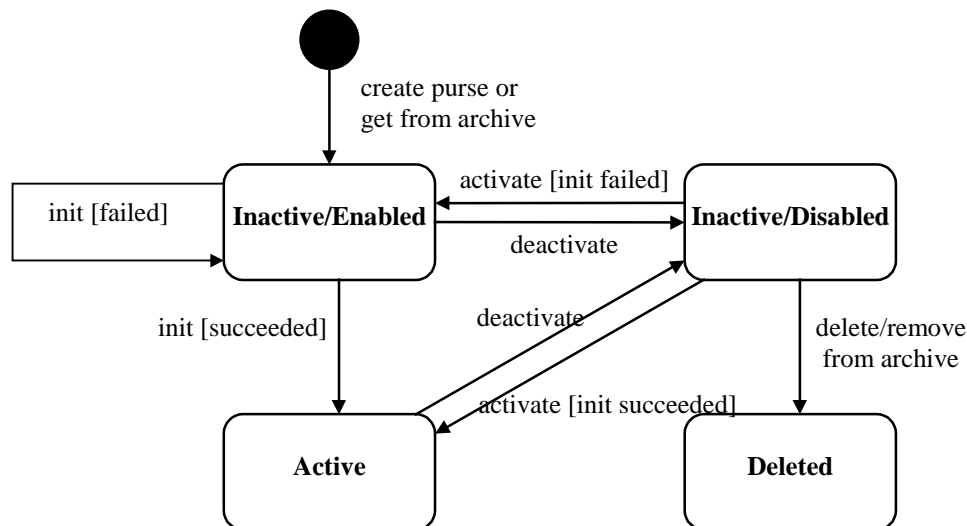 create purse or
get from archive
activate [init failed]
init [failed]
Inactive/Enabled
Inactive/Disabled
deactivate
init [succeeded]
deactivate
delete/remove
from archive
activate [init succeeded]
Active
Deleted